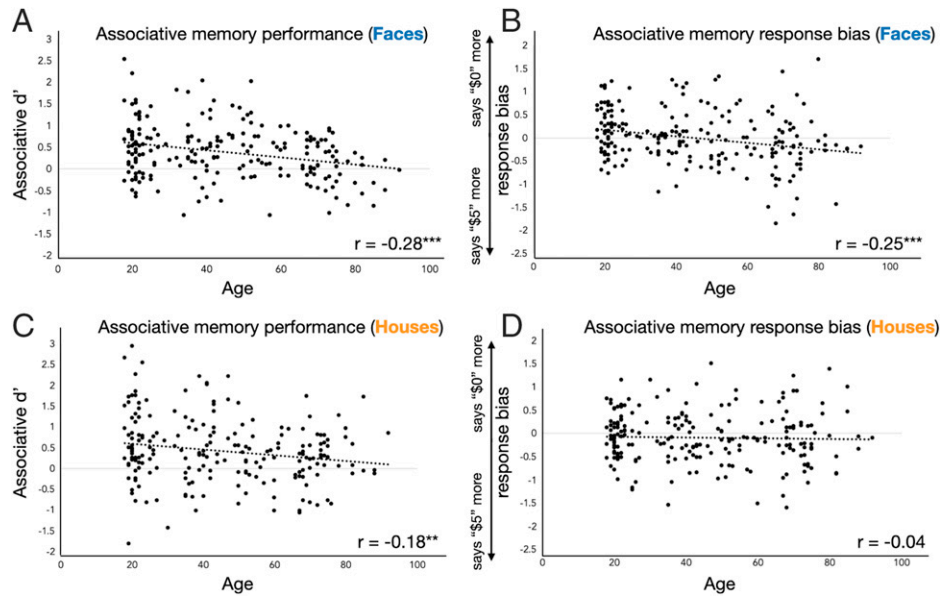 A
Associative memory performance (Faces)
Associative d’
3
2.5
2
1.5
1
0.5
0
0.5
1
1.5
2
0
20
40
60
80
100
r = -0.28***
Age
B
Associative memory response bias (Faces)
says “$0” more
says “$5” more
response bias
2
1.5
1
0.5
0
-0.5
-1
-1.5
-2
-2.5
0
20
40
60
80
100
r = -0.25***
Age
C
Associative memory performance (Houses)
Associative d’
3
2.5
2
1.5
1
0.5
0
-0.5
-1
-1.5
-2
0
20
40
60
80
100
r = -0.18**
Age
D
Associative memory response bias (Houses)
says “$0” more
says “$5” more
response bias
2
1.5
1
0.5
0
-0.5
-1
-1.5
-2
-2.5
0
20
40
60
80
100
r = -0.04
Age